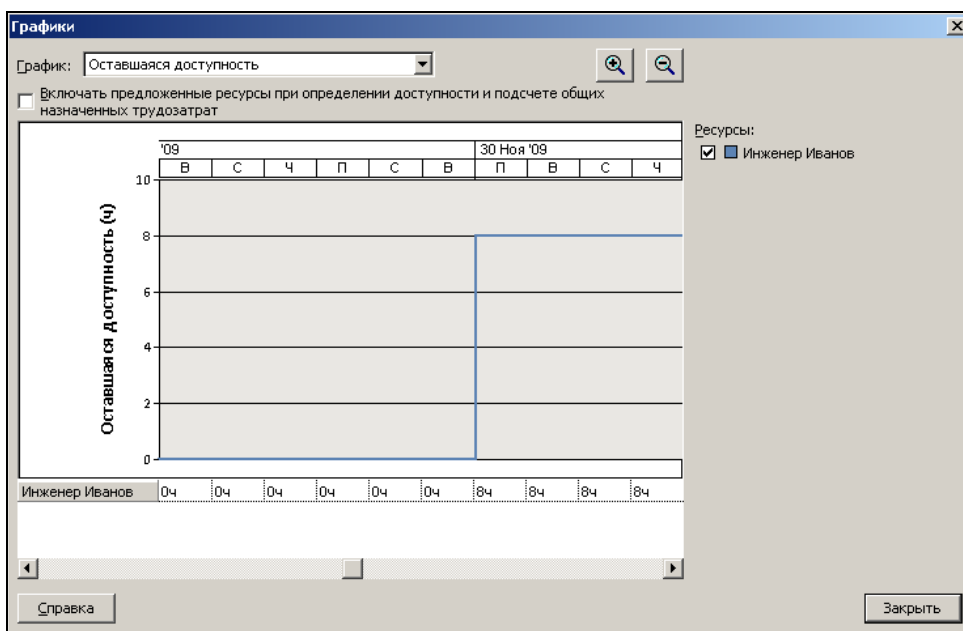 Графики
График: Оставшаяся доступность
Включать предложенные ресурсы при определении доступности и подсчете общих
назначенных трудозатрат
Ресурсы:
Инженер Иванов
'09 30 Ноя '09
В С Ч П С В П В С Ч
Оставшаяся доступность (ч)
10
8
6
4
2
0
Инженер Иванов 0ч 0ч 0ч 0ч 0ч 0ч 8ч 8ч 8ч 8ч
Справка Закрыть